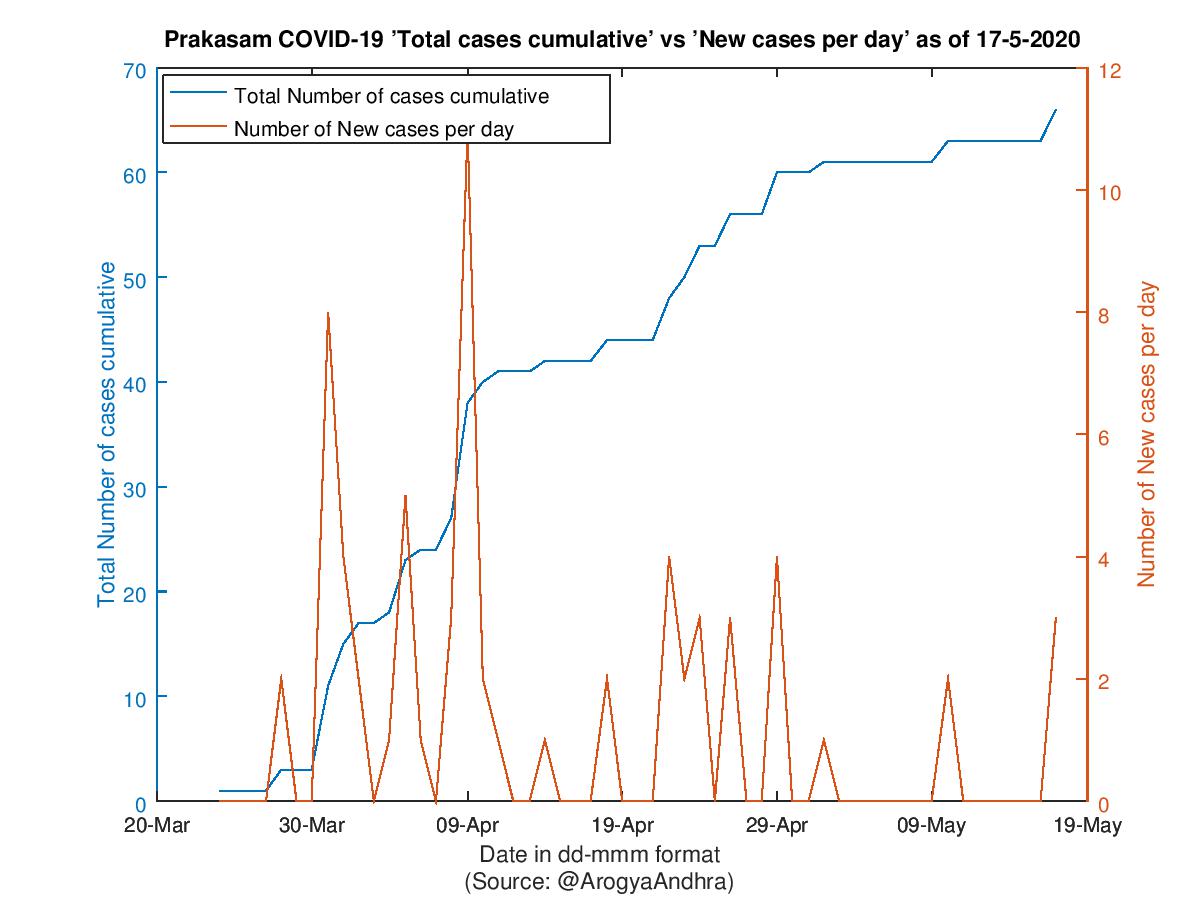 Prakasam COVID-19 ’Total cases cumulative’ vs ’New cases per day’ as of 17-5-2020
Total Number of cases cumulative
Number of New cases per day
70
60
50
40
30
20
10
0
Total Number of cases cumulative
12
10
8
6
4
2
0
Number of New cases per day
20-Mar 30-Mar 09-Apr 19-Apr 29-Apr 09-May 19-May
Date in dd-mmm format
(Source: @ArogyaAndhra)